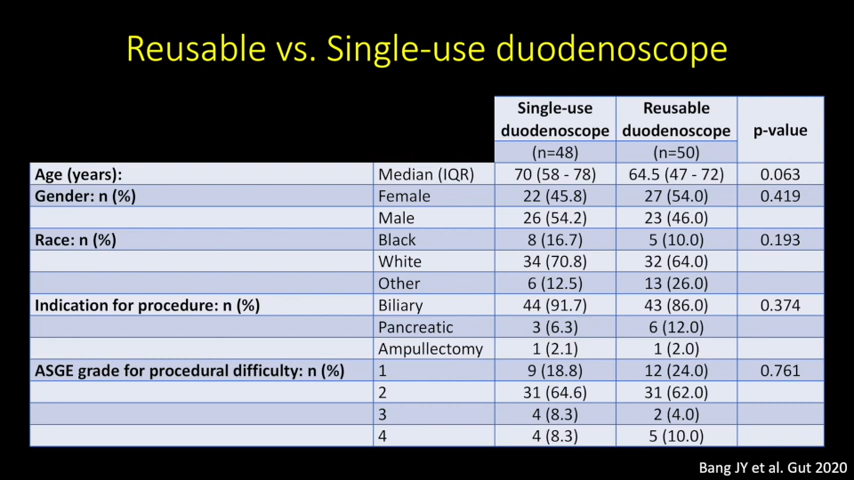 Reusable vs. Single-use duodenoscope
Single-use duodenoscope Reusable duodenoscope p-value
(n=48) (n=50)
Age (years): Median (IQR) 70 (58 - 78) 64.5 (47 - 72) 0.063
Gender: n (%) Female 22 (45.8) 27 (54.0) 0.419
Male 26 (54.2) 23 (46.0)
Race: n (%) Black 8 (16.7) 5 (10.0) 0.193
White 34 (70.8) 32 (64.0)
Other 6 (12.5) 13 (26.0)
Indication for procedure: n (%) Biliary 44 (91.7) 43 (86.0) 0.374
Pancreatic 3 (6.3) 6 (12.0)
Ampullectomy 1 (2.1) 1 (2.0)
ASGE grade for procedural difficulty: n (%) 1 9 (18.8) 12 (24.0) 0.761
2 31 (64.6) 31 (62.0)
3 4 (8.3) 2 (4.0)
4 4 (8.3) 5 (10.0)
Bang JY et al. Gut 2020